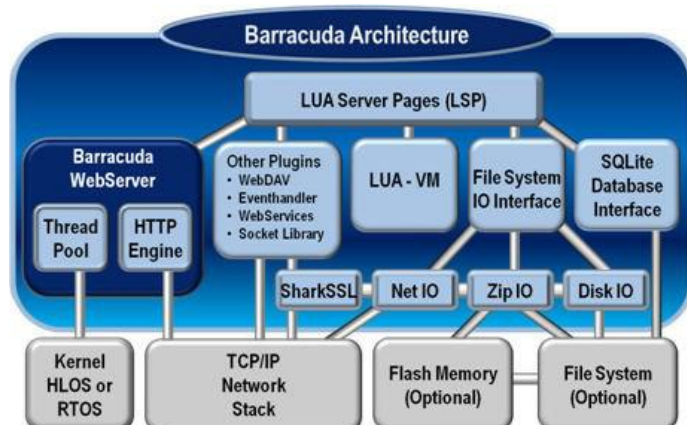 Barracuda Architecture
LUA Server Pages (LSP)
Barracuda
WebServer
Thread
Pool
HTTP
Engine
Other Plugins
• WebDAV
• Eventhandler
• WebServices
• Socket Library
LUA - VM
File System
IO Interface
SQLite
Database
Interface
SharkSSL
Net IO
Zip IO
Disk IO
Kernel
HLOS or
RTOS
TCP/IP
Network
Stack
Flash Memory
(Optional)
File System
(Optional)